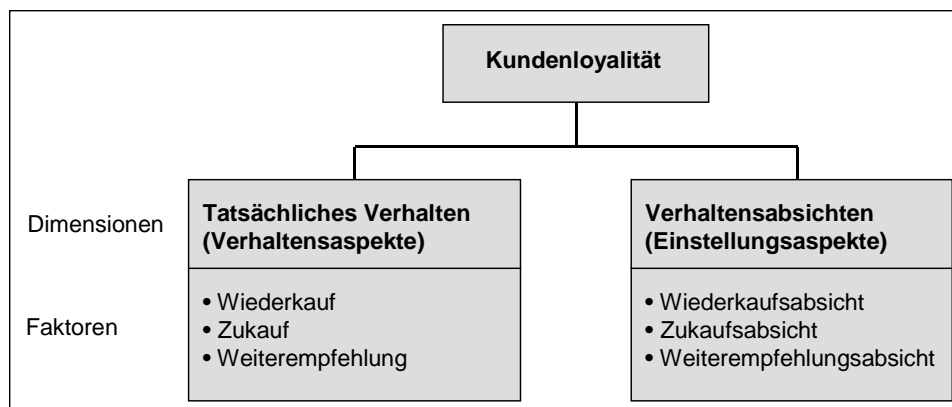 Kundenloyalität
Dimensionen
Tatsächliches Verhalten
(Verhaltensaspekte)
Verhaltensabsichten
(Einstellungsaspekte)
Faktoren
• Wiederkauf
• Zukauf
• Weiterempfehlung
• Wiederkaufsabsicht
• Zukaufsabsicht
• Weiterempfehlungsabsicht